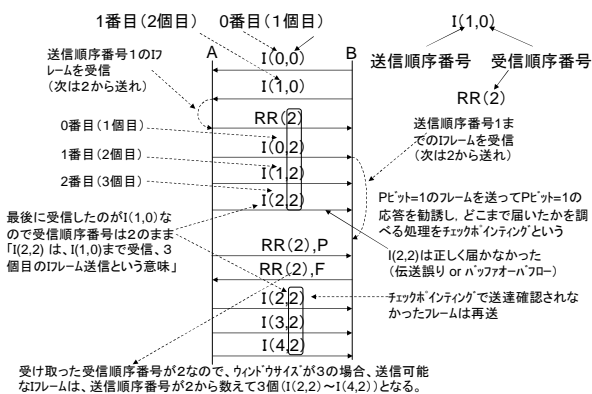 1番目(2個目)　0番目(1個目)
I(1,0)
A
B
送信順序番号　受信順序番号
RR(2)
送信順序番号1のIフ
レームを受信
(次は2から送れ)
I(0,0)
I(1,0)
RR(2)
0番目(1個目)
I(0,2)
1番目(2個目)
I(1,2)
2番目(3個目)
I(2,2)
送信順序番号1ま
でのIフレームを受信
(次は2から送れ)
Pビット=1のフレームを送ってPビット=1の
応答を勧誘し、どこまで届いたかを調
べる処理をチェックポインティングという
最後に受信したのがI(1,0)な
ので受信順序番号は2のまま
「I(2,2) は、I(1,0)まで受信、3
個目のIフレーム送信という意味」
RR(2),P
I(2,2)は正しく届かなかった
(伝送誤り or バッファオーバフロー)
RR(2),F
I(2,2)
チェックポインティングで送達確認されな
かったフレームは再送
I(3,2)
I(4,2)
受け取った受信順序番号が2なので、ウィンドウサイズが3の場合、送信可能
なIフレームは、送信順序番号が2から数えて3個(I(2,2)～I(4,2))となる。